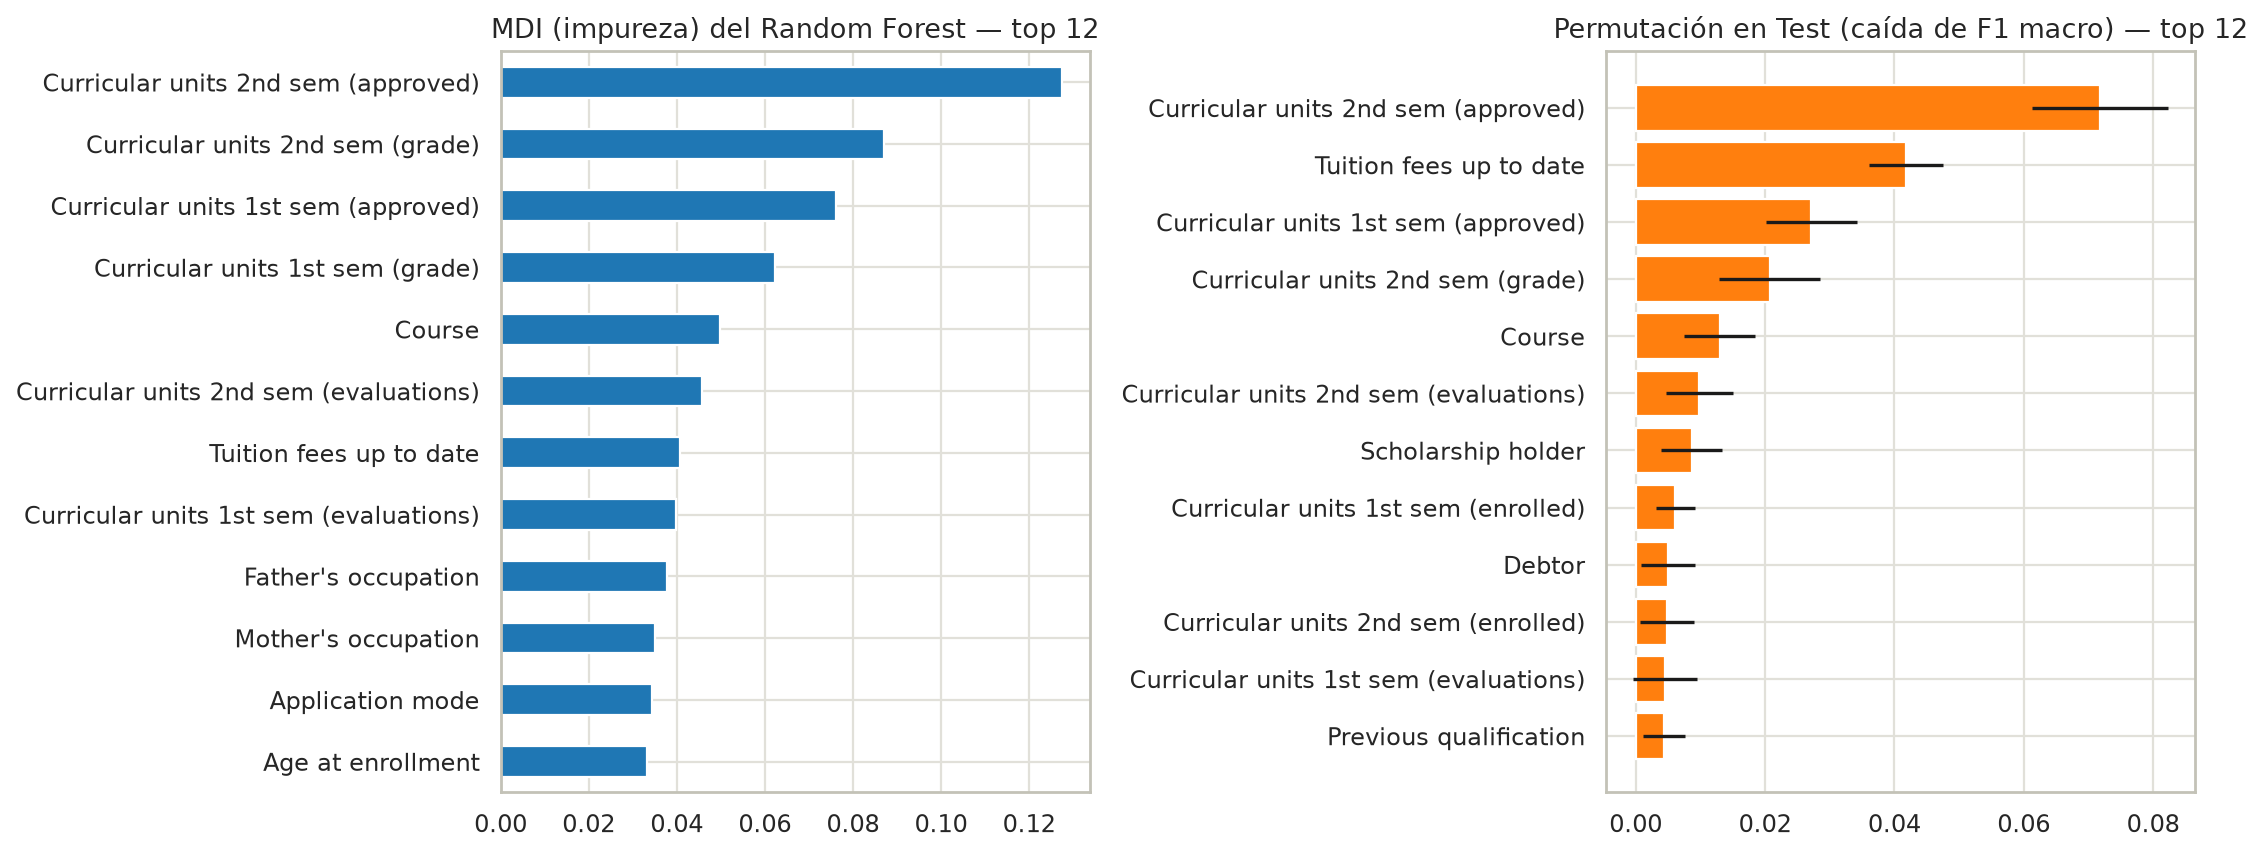 MDI (impureza) del Random Forest — top 12
Curricular units 2nd sem (approved)
Curricular units 2nd sem (grade)
Curricular units 1st sem (approved)
Curricular units 1st sem (grade)
Course
Curricular units 2nd sem (evaluations)
Tuition fees up to date
Curricular units 1st sem (evaluations)
Father's occupation
Mother's occupation
Application mode
Age at enrollment
0.00 0.02 0.04 0.06 0.08 0.10 0.12
Permutación en Test (caída de F1 macro) — top 12
Curricular units 2nd sem (approved)
Tuition fees up to date
Curricular units 1st sem (approved)
Curricular units 2nd sem (grade)
Course
Curricular units 2nd sem (evaluations)
Scholarship holder
Curricular units 1st sem (enrolled)
Debtor
Curricular units 2nd sem (enrolled)
Curricular units 1st sem (evaluations)
Previous qualification
0.00 0.02 0.04 0.06 0.08